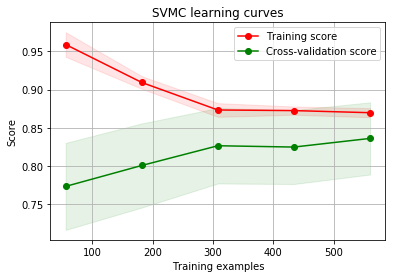 SVMC learning curves
Training score
Cross-validation score
0.95
0.90
0.85
0.80
0.75
Score
100 200 300 400 500
Training examples